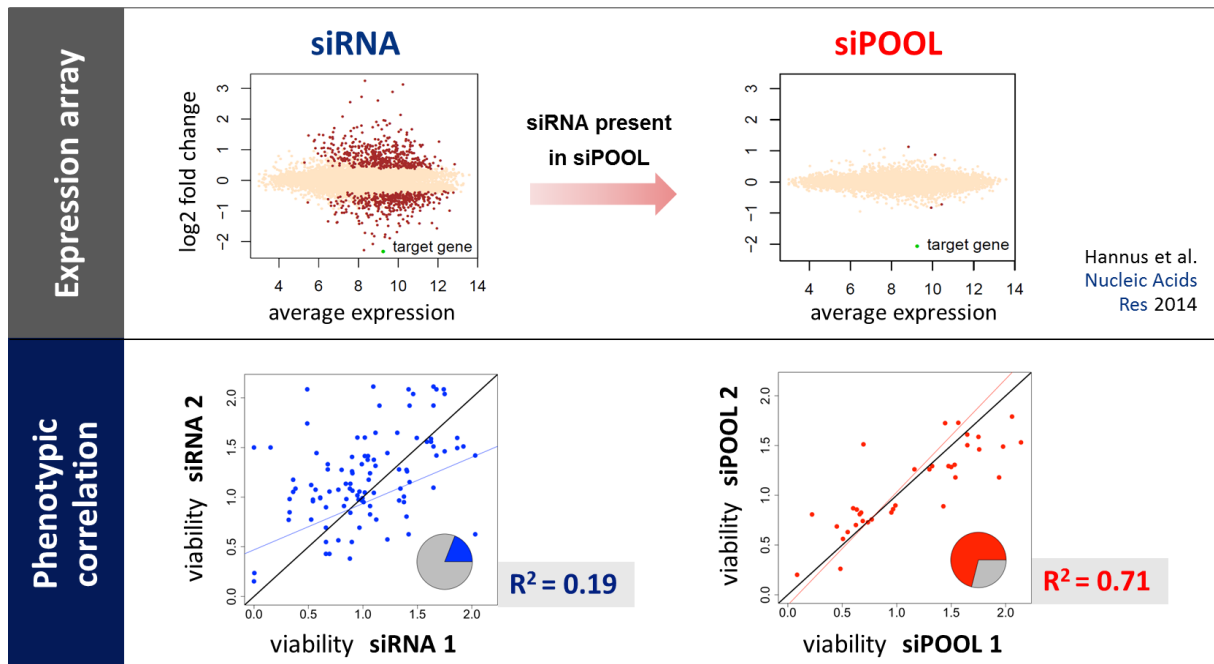 Expression array
siRNA
log2 fold change
3
2
1
0
−1
−2
target gene
4 6 8 10 12 14
average expression
siRNA present
in siPOOL
siPOOL
3
2
1
0
−1
−2
target gene
4 6 8 10 12 14
average expression
Hannus et al.
Nucleic Acids
Res 2014
Phenotypic
correlation
viability siRNA 2
2.0
1.5
1.0
0.5
0.0
0.0 0.5 1.0 1.5 2.0
viability siRNA 1
R² = 0.19
viability siPOOL 2
2.0
1.5
1.0
0.5
0.0
0.0 0.5 1.0 1.5 2.0
viability siPOOL 1
R² = 0.71